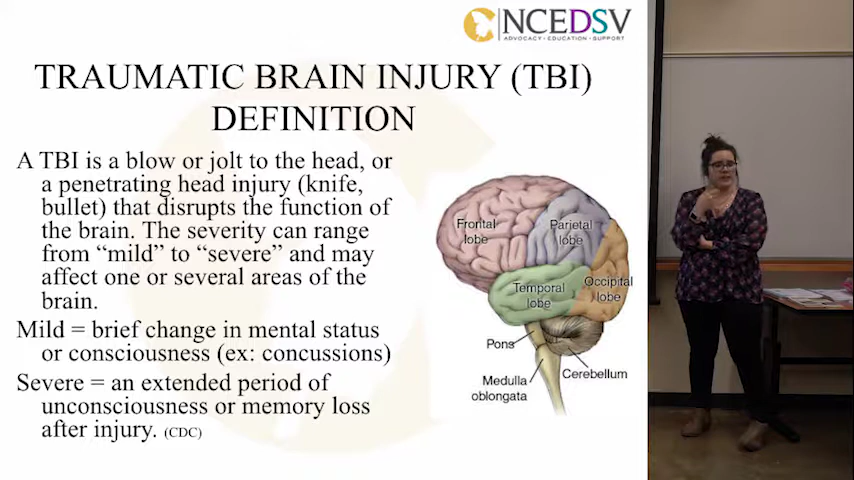 NCEDSV
ADVOCACY • EDUCATION • SUPPORT
TRAUMATIC BRAIN INJURY (TBI)
DEFINITION
A TBI is a blow or jolt to the head, or
a penetrating head injury (knife,
bullet) that disrupts the function of
the brain. The severity can range
from “mild” to “severe” and may
affect one or several areas of the
brain.
Mild = brief change in mental status
or consciousness (ex: concussions)
Severe = an extended period of
unconsciousness or memory loss
after injury. (CDC)
Frontal
lobe
Parietal
lobe
Temporal
lobe
Occipital
lobe
Pons
Medulla
oblongata
Cerebellum